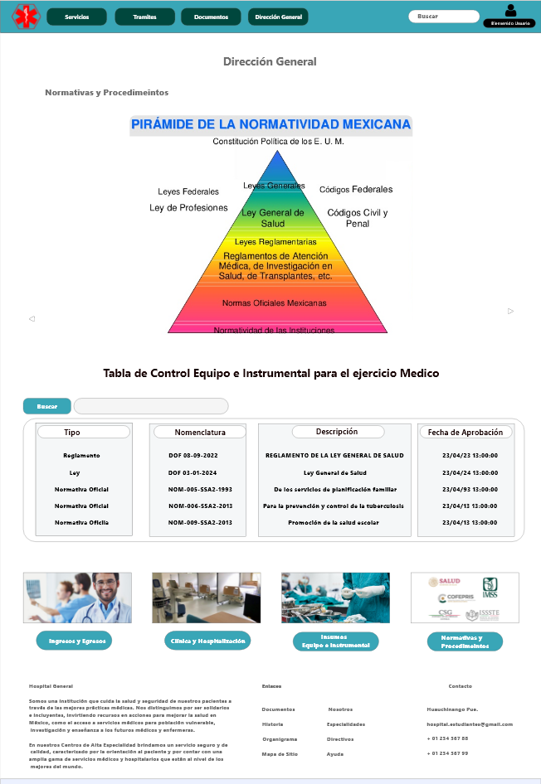 Servicios Tramites Documentos Dirección General Buscar
Bienvenido Usuario
Dirección General
Normativas y Procedimeintos
PIRÁMIDE DE LA NORMATIVIDAD MEXICANA
Constitución Política de los E. U. M.
Leyes Federales Leyes Generales Códigos Federales
Ley de Profesiones Ley General de Salud Códigos Civil y Penal
Leyes Reglamentarias
Reglamentos de Atención
Médica, de Investigación en
Salud, de Transplantes, etc.
Normas Oficiales Mexicanas
Normatividad de las Instituciones
Tabla de Control Equipo e Instrumental para el ejercicio Medico
Buscar
Tipo Nomenclatura Descripción Fecha de Aprobación
Reglamento DOF 08-09-2022 REGLAMENTO DE LA LEY GENERAL DE SALUD 23/04/23 13:00:00
Ley DOF 03-01-2024 Ley General de Salud 23/04/24 13:00:00
Normativa Oficial NOM-005-SSA2-1993 De los servicios de planificación familiar 23/04/93 13:00:00
Normativa Oficial NOM-006-SSA2-2013 Para la prevención y control de la tuberculosis 23/04/13 13:00:00
Normativa Oficila NOM-009-SSA2-2013 Promoción de la salud escolar 23/04/13 13:00:00
SALUD IMSS
COFEPRIS
CSG ISSSTE
Ingresos y Egresos Clínica y Hospitalización Insumos
Equipo e Instrumental Normativas y
Procedimeintos
Hospital General
Somos una institución que cuida la salud y seguridad de nuestros pacientes a
través de las mejores prácticas médicas. Nos distinguimos por ser solidarios
e incluyentes, invirtiendo recursos en acciones para mejorar la salud en
México, como el acceso a servicios médicos para población vulnerable,
investigación y enseñanza a los futuros médicos y enfermeras.
En nuestros Centros de Alta Especialidad brindamos un servicio seguro y de
calidad, caracterizado por la orientación al paciente y por contar con una
amplia gama de servicios médicos y hospitalarios que están al nivel de los
mejores del mundo.
Enlaces
Documentos Nosotros
Historia Especialidades
Organigrama Directivos
Mapa de Sitio Ayuda
Contacto
Huauchinango Pue.
hospital.estudientes@gmail.com
+ 01 234 567 88
+ 01 234 567 99